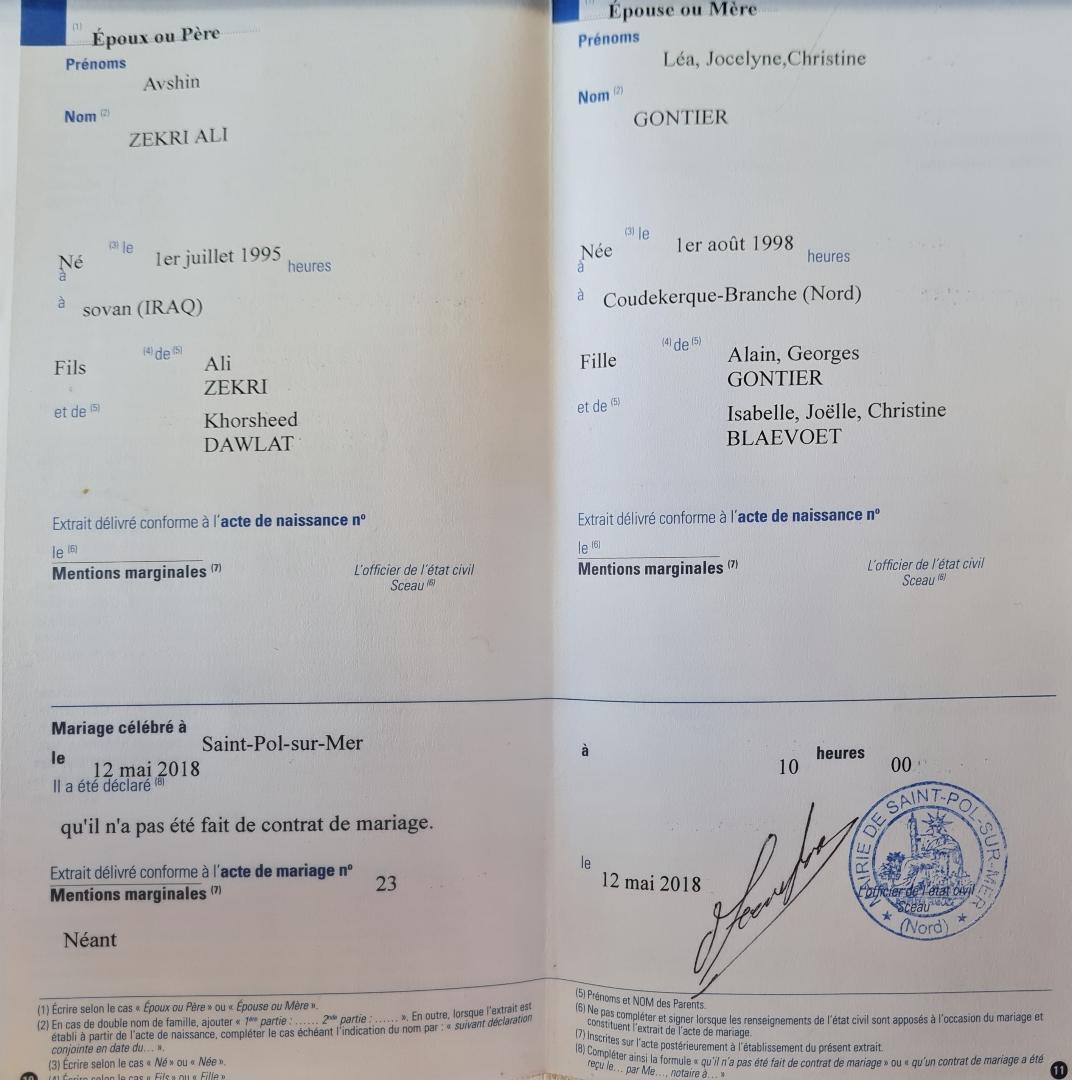 (1) Époux ou Père
Prénoms
Avshin
Nom (2)
ZEKRI ALI
Né (3) le 1er juillet 1995 heures
à
à sovan (IRAQ)
Fils (4) de (5) Ali
ZEKRI
et de (5) Khorsheed
DAWLAT
Extrait délivré conforme à l'acte de naissance nº
le (6)
Mentions marginales (7) L'officier de l'état civil
Sceau (6)
Mariage célébré à
Saint-Pol-sur-Mer
le
12 mai 2018
Il a été déclaré (8)
qu'il n'a pas été fait de contrat de mariage.
Extrait délivré conforme à l'acte de mariage nº
23
Mentions marginales (7)
Néant
(1) Écrire selon le cas « Époux ou Père » ou « Épouse ou Mère ».
(2) En cas de double nom de famille, ajouter « 1ère partie : ...... 2nde partie : ...... ». En outre, lorsque l'extrait est
établi à partir de l'acte de naissance, compléter le cas échéant l'indication du nom par : « suivant déclaration
conjointe en date du... ».
(3) Écrire selon le cas « Né » ou « Née ».
(4) Écrire selon le cas « Fils » ou « Fille »
Épouse ou Mère
Prénoms
Léa, Jocelyne,Christine
Nom (2)
GONTIER
Née (3) le 1er août 1998 heures
à
à Coudekerque-Branche (Nord)
Fille (4) de (5) Alain, Georges
GONTIER
et de (5) Isabelle, Joëlle, Christine
BLAEVOET
Extrait délivré conforme à l'acte de naissance nº
le (6)
Mentions marginales (7) L'officier de l'état civil
Sceau (6)
à 10 heures 00
le 12 mai 2018
MAIRIE DE SAINT-POL-SUR-MER
L'officier de l'état civil
Sceau
(Nord)
(5) Prénoms et NOM des Parents.
(6) Ne pas compléter et signer lorsque les renseignements de l'état civil sont apposés à l'occasion du mariage et
constituent l'extrait de l'acte de mariage.
(7) Inscrites sur l'acte postérieurement à l'établissement du présent extrait.
(8) Compléter ainsi la formule « qu'il n'a pas été fait de contrat de mariage » ou « qu'un contrat de mariage a été
reçu le... par Me..., notaire à... »
11